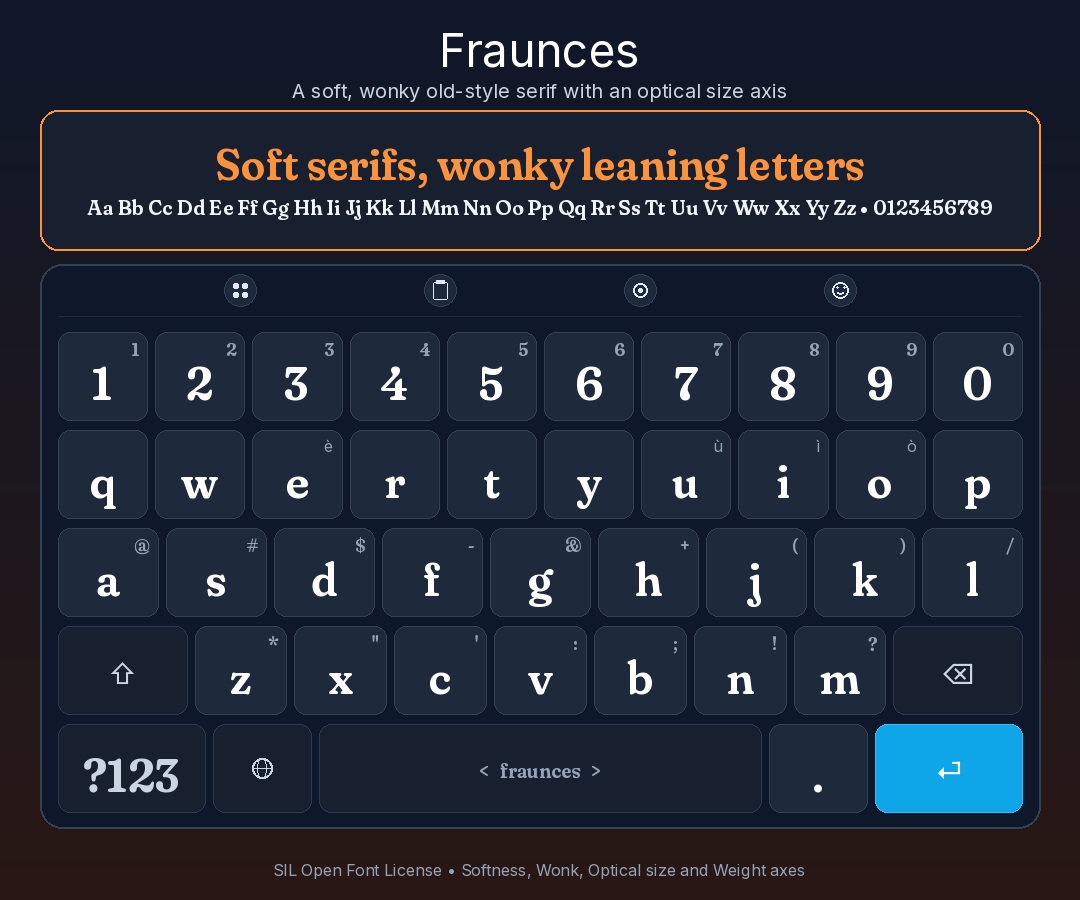 Fraunces
A soft, wonky old-style serif with an optical size axis
Soft serifs, wonky leaning letters
Aa Bb Cc Dd Ee Ff Gg Hh Ii Jj Kk Ll Mm Nn Oo Pp Qq Rr Ss Tt Uu Vv Ww Xx Yy Zz • 0123456789
1 2 3 4 5 6 7 8 9 0
1 2 3 4 5 6 7 8 9 0
è ù ì ò
q w e r t y u i o p
@ # $ - & + ( ) /
a s d f g h j k l
* " ' : ; ! ?
z x c v b n m
?123 < fraunces > .
SIL Open Font License • Softness, Wonk, Optical size and Weight axes